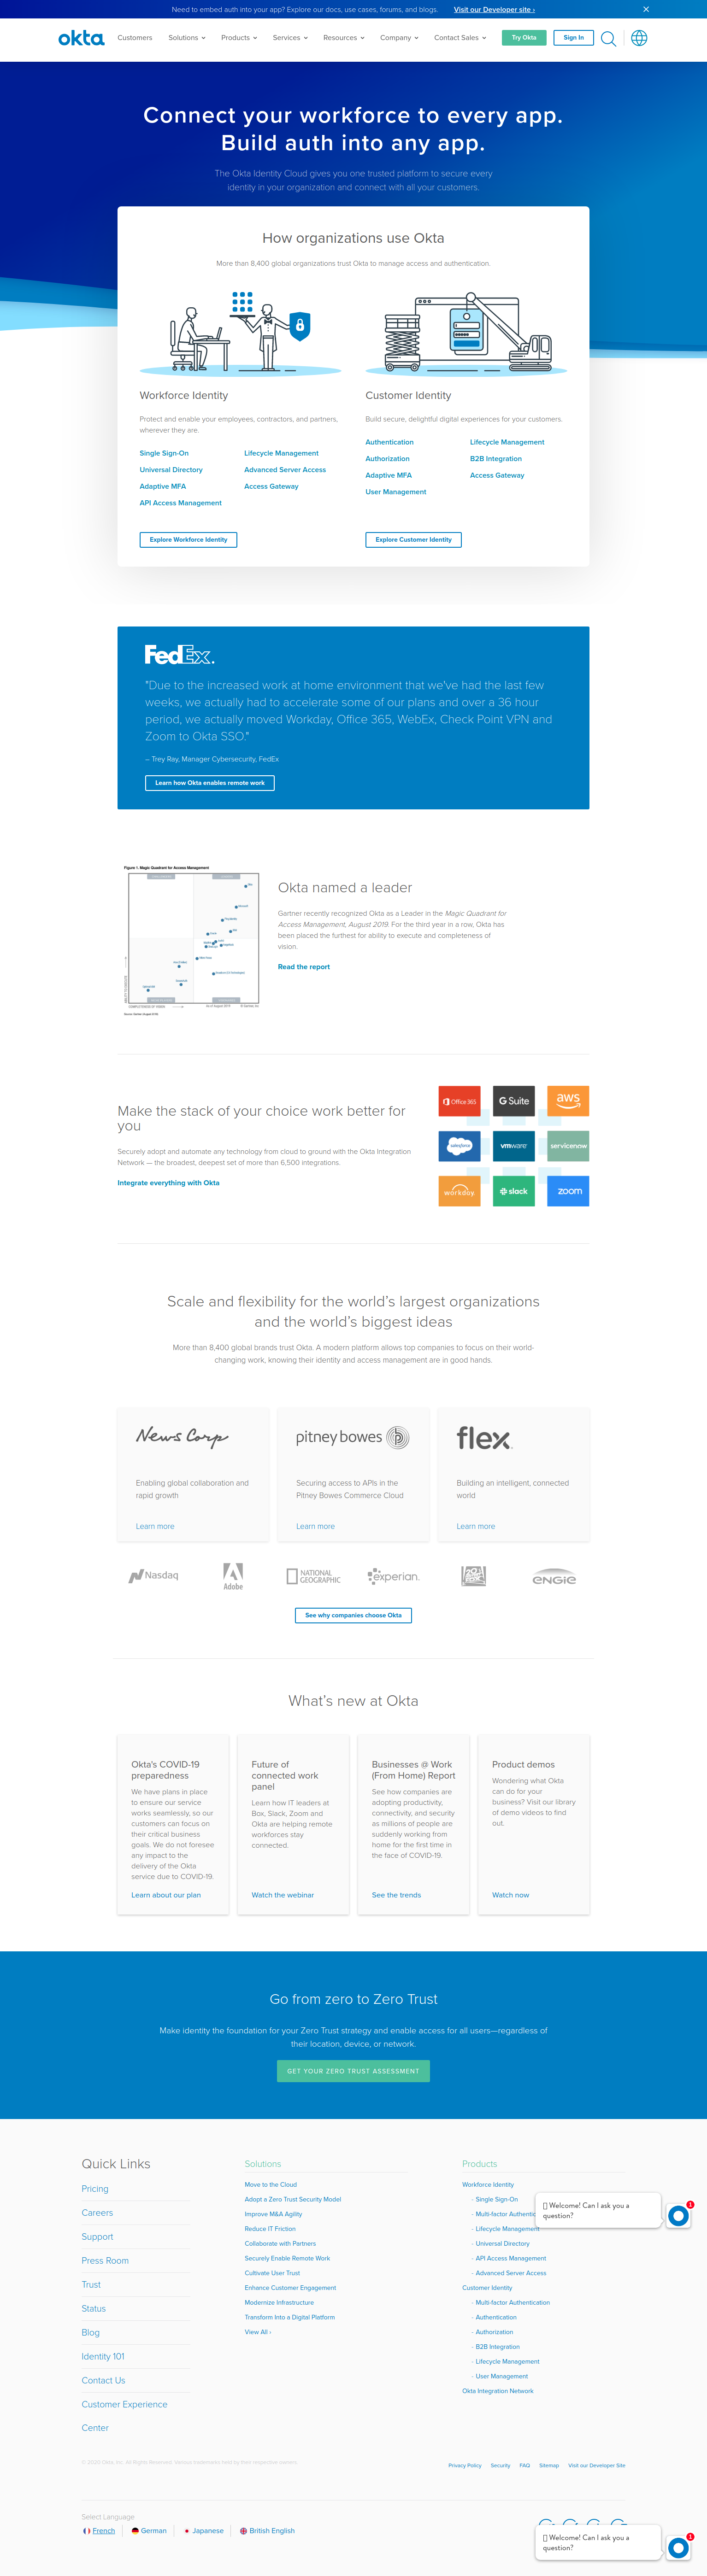 Need to embed auth into your app? Explore our docs, use cases, forums, and blogs. Visit our Developer site ›
okta Customers Solutions Products Services Resources Company Contact Sales Try Okta Sign In
Connect your workforce to every app.
Build auth into any app.
The Okta Identity Cloud gives you one trusted platform to secure every
identity in your organization and connect with all your customers.
How organizations use Okta
More than 8,400 global organizations trust Okta to manage access and authentication.
Workforce Identity
Protect and enable your employees, contractors, and partners,
wherever they are.
Single Sign-On Lifecycle Management
Universal Directory Advanced Server Access
Adaptive MFA Access Gateway
API Access Management
Explore Workforce Identity
Customer Identity
Build secure, delightful digital experiences for your customers.
Authentication Lifecycle Management
Authorization B2B Integration
Adaptive MFA Access Gateway
User Management
Explore Customer Identity
FedEx.
"Due to the increased work at home environment that we've had the last few
weeks, we actually had to accelerate some of our plans and over a 36 hour
period, we actually moved Workday, Office 365, WebEx, Check Point VPN and
Zoom to Okta SSO."
– Trey Ray, Manager Cybersecurity, FedEx
Learn how Okta enables remote work
Figure 1. Magic Quadrant for Access Management
Okta named a leader
Gartner recently recognized Okta as a Leader in the Magic Quadrant for
Access Management, August 2019. For the third year in a row, Okta has
been placed the furthest for ability to execute and completeness of
vision.
Read the report
Make the stack of your choice work better for
you
Securely adopt and automate any technology from cloud to ground with the Okta Integration
Network — the broadest, deepest set of more than 6,500 integrations.
Integrate everything with Okta
Office 365 G Suite aws
salesforce vmware servicenow
workday slack zoom
Scale and flexibility for the world’s largest organizations
and the world’s biggest ideas
More than 8,400 global brands trust Okta. A modern platform allows top companies to focus on their world-
changing work, knowing their identity and access management are in good hands.
News Corp
Enabling global collaboration and
rapid growth
Learn more
pitney bowes
Securing access to APIs in the
Pitney Bowes Commerce Cloud
Learn more
flex
Building an intelligent, connected
world
Learn more
Nasdaq Adobe NATIONAL GEOGRAPHIC experian. ENGIE
See why companies choose Okta
What’s new at Okta
Okta's COVID-19
preparedness
We have plans in place
to ensure our service
works seamlessly, so our
customers can focus on
their critical business
goals. We do not foresee
any impact to the
delivery of the Okta
service due to COVID-19.
Learn about our plan
Future of
connected work
panel
Learn how IT leaders at
Box, Slack, Zoom and
Okta are helping remote
workforces stay
connected.
Watch the webinar
Businesses @ Work
(From Home) Report
See how companies are
adopting productivity,
connectivity, and security
as millions of people are
suddenly working from
home for the first time in
the face of COVID-19.
See the trends
Product demos
Wondering what Okta
can do for your
business? Visit our library
of demo videos to find
out.
Watch now
Go from zero to Zero Trust
Make identity the foundation for your Zero Trust strategy and enable access for all users—regardless of
their location, device, or network.
GET YOUR ZERO TRUST ASSESSMENT
Quick Links
Pricing
Careers
Support
Press Room
Trust
Status
Blog
Identity 101
Contact Us
Customer Experience
Center
Solutions
Move to the Cloud
Adopt a Zero Trust Security Model
Improve M&A Agility
Reduce IT Friction
Collaborate with Partners
Securely Enable Remote Work
Cultivate User Trust
Enhance Customer Engagement
Modernize Infrastructure
Transform Into a Digital Platform
View All ›
Products
Workforce Identity
- Single Sign-On
- Multi-factor Authentic
- Lifecycle Management
- Universal Directory
- API Access Management
- Advanced Server Access
Customer Identity
- Multi-factor Authentication
- Authentication
- Authorization
- B2B Integration
- Lifecycle Management
- User Management
Okta Integration Network
Welcome! Can I ask you a
question?
1
© 2020 Okta, Inc. All Rights Reserved. Various trademarks held by their respective owners.
Privacy Policy Security FAQ Sitemap Visit our Developer Site
Select Language
French German Japanese British English
Welcome! Can I ask you a
question?
1